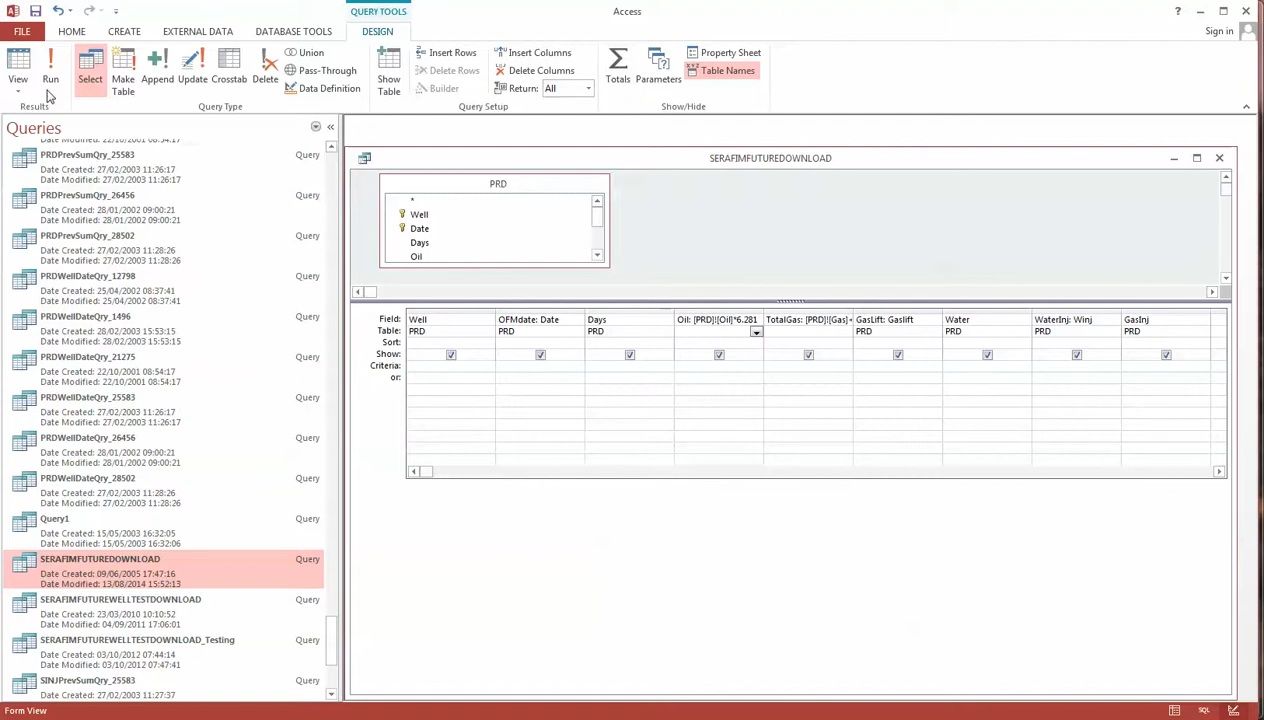 QUERY TOOLS
Access
Sign in
FILE
HOME
CREATE
EXTERNAL DATA
DATABASE TOOLS
DESIGN
View
Run
Select
Make
Table
Append
Update
Crosstab
Delete
Union
Pass-Through
Data Definition
Show
Table
Insert Rows
Delete Rows
Builder
Insert Columns
Delete Columns
Return: All
Totals
Parameters
Property Sheet
Table Names
Results
Query Type
Query Setup
Show/Hide
Queries
PRDPrevSumQry_25583 Query
Date Created: 27/02/2003 11:26:17
Date Modified: 27/02/2003 11:26:17
PRDPrevSumQry_26456 Query
Date Created: 28/01/2002 09:00:21
Date Modified: 28/01/2002 09:00:21
PRDPrevSumQry_28502 Query
Date Created: 27/02/2003 11:28:26
Date Modified: 27/02/2003 11:28:26
PRDWellDateQry_12798 Query
Date Created: 25/04/2002 08:37:41
Date Modified: 25/04/2002 08:37:41
PRDWellDateQry_1496 Query
Date Created: 28/11/2002 15:53:15
Date Modified: 28/11/2002 15:53:15
PRDWellDateQry_21275 Query
Date Created: 22/10/2001 08:54:17
Date Modified: 22/10/2001 08:54:17
PRDWellDateQry_25583 Query
Date Created: 27/02/2003 11:26:17
Date Modified: 27/02/2003 11:26:17
PRDWellDateQry_26456 Query
Date Created: 28/01/2002 09:00:21
Date Modified: 28/01/2002 09:00:21
PRDWellDateQry_28502 Query
Date Created: 27/02/2003 11:28:26
Date Modified: 27/02/2003 11:28:26
Query1 Query
Date Created: 15/05/2003 16:32:05
Date Modified: 15/05/2003 16:32:06
SERAFIMFUTUREDOWNLOAD Query
Date Created: 09/06/2005 17:47:16
Date Modified: 13/08/2014 15:52:13
SERAFIMFUTUREWELLTESTDOWNLOAD Query
Date Created: 23/03/2010 10:10:52
Date Modified: 04/09/2011 17:06:01
SERAFIMFUTUREWELLTESTDOWNLOAD_Testing Query
Date Created: 03/10/2012 07:44:14
Date Modified: 03/10/2012 07:47:41
SINJPrevSumQry_25583 Query
Date Created: 27/02/2003 11:27:37
SERAFIMFUTUREDOWNLOAD
PRD
*
Well
Date
Days
Oil
Field: Well OFMdate: Date Days Oil: [PRD]![Oil]*6.281 TotalGas: [PRD]![Gas]+ GasLift: Gaslift Water WaterInj: Winj GasInj
Table: PRD PRD PRD PRD PRD PRD PRD
Sort:
Show:
Criteria:
or:
Form View
SQL